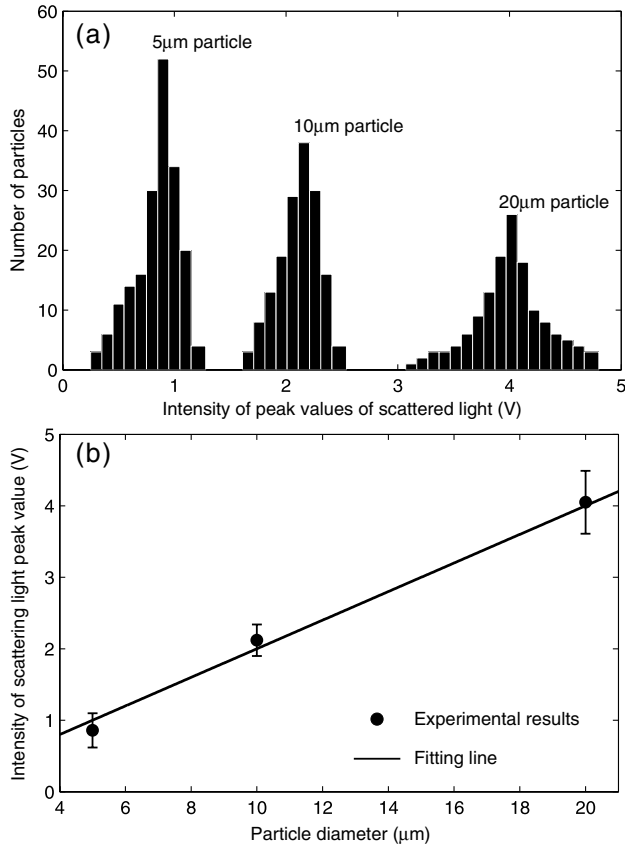 (a)
5μm particle
10μm particle
20μm particle
60
50
40
30
20
10
0
Number of particles
0 1 2 3 4 5
Intensity of peak values of scattered light (V)
(b)
5
4
3
2
1
0
Intensity of scattering light peak value (V)
Experimental results
Fitting line
4 6 8 10 12 14 16 18 20
Particle diameter (μm)